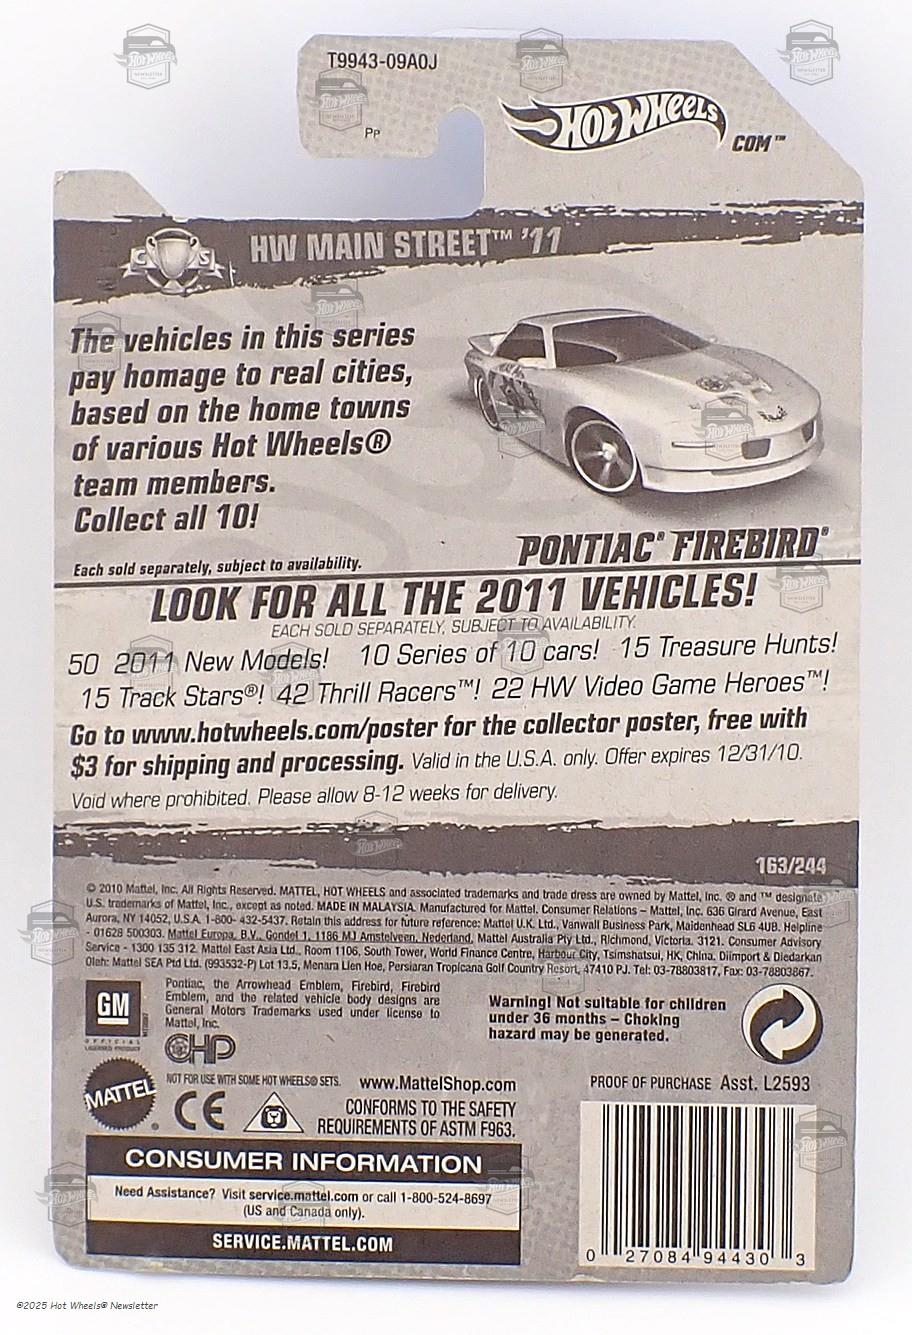 T9943-09A0J
Pp
HOT WHEELS
COM™
HW MAIN STREET™ '11
C S
The vehicles in this series
pay homage to real cities,
based on the home towns
of various Hot Wheels®
team members.
Collect all 10!
Each sold separately, subject to availability.
PONTIAC® FIREBIRD®
LOOK FOR ALL THE 2011 VEHICLES!
EACH SOLD SEPARATELY, SUBJECT TO AVAILABILITY.
50 2011 New Models! 10 Series of 10 cars! 15 Treasure Hunts!
15 Track Stars®! 42 Thrill Racers™! 22 HW Video Game Heroes™!
Go to www.hotwheels.com/poster for the collector poster, free with
$3 for shipping and processing. Valid in the U.S.A. only. Offer expires 12/31/10.
Void where prohibited. Please allow 8-12 weeks for delivery.
163/244
© 2010 Mattel, Inc. All Rights Reserved. MATTEL, HOT WHEELS and associated trademarks and trade dress are owned by Mattel, Inc. ® and ™ designate
U.S. trademarks of Mattel, Inc., except as noted. MADE IN MALAYSIA. Manufactured for Mattel. Consumer Relations – Mattel, Inc. 636 Girard Avenue, East
Aurora, NY 14052, U.S.A. 1-800- 432-5437. Retain this address for future reference: Mattel U.K. Ltd., Vanwall Business Park, Maidenhead SL6 4UB. Helpline
- 01628 500303. Mattel Europa, B.V., Gondel 1, 1186 MJ Amstelveen, Nederland. Mattel Australia Pty Ltd., Richmond, Victoria. 3121. Consumer Advisory
Service - 1300 135 312. Mattel East Asia Ltd., Room 1106, South Tower, World Finance Centre, Harbour City, Tsimshatsui, HK, China. Diimport & Diedarkan
Oleh: Mattel SEA Ptd Ltd. (993532-P) Lot 13.5, Menara Lien Hoe, Persiaran Tropicana Golf Country Resort, 47410 PJ. Tel: 03-78803817, Fax: 03-78803867.
GM
OFFICIAL
LICENSED PRODUCT
Pontiac, the Arrowhead Emblem, Firebird, Firebird
Emblem, and the related vehicle body designs are
General Motors Trademarks used under license to
Mattel, Inc.
CHP
Warning! Not suitable for children
under 36 months – Choking
hazard may be generated.
MATTEL
NOT FOR USE WITH SOME HOT WHEELS® SETS.
www.MattelShop.com
CE
CONFORMS TO THE SAFETY
REQUIREMENTS OF ASTM F963.
PROOF OF PURCHASE Asst. L2593
CONSUMER INFORMATION
Need Assistance? Visit service.mattel.com or call 1-800-524-8697
(US and Canada only).
SERVICE.MATTEL.COM
0 27084 94430 3
©2025 Hot Wheels® Newsletter